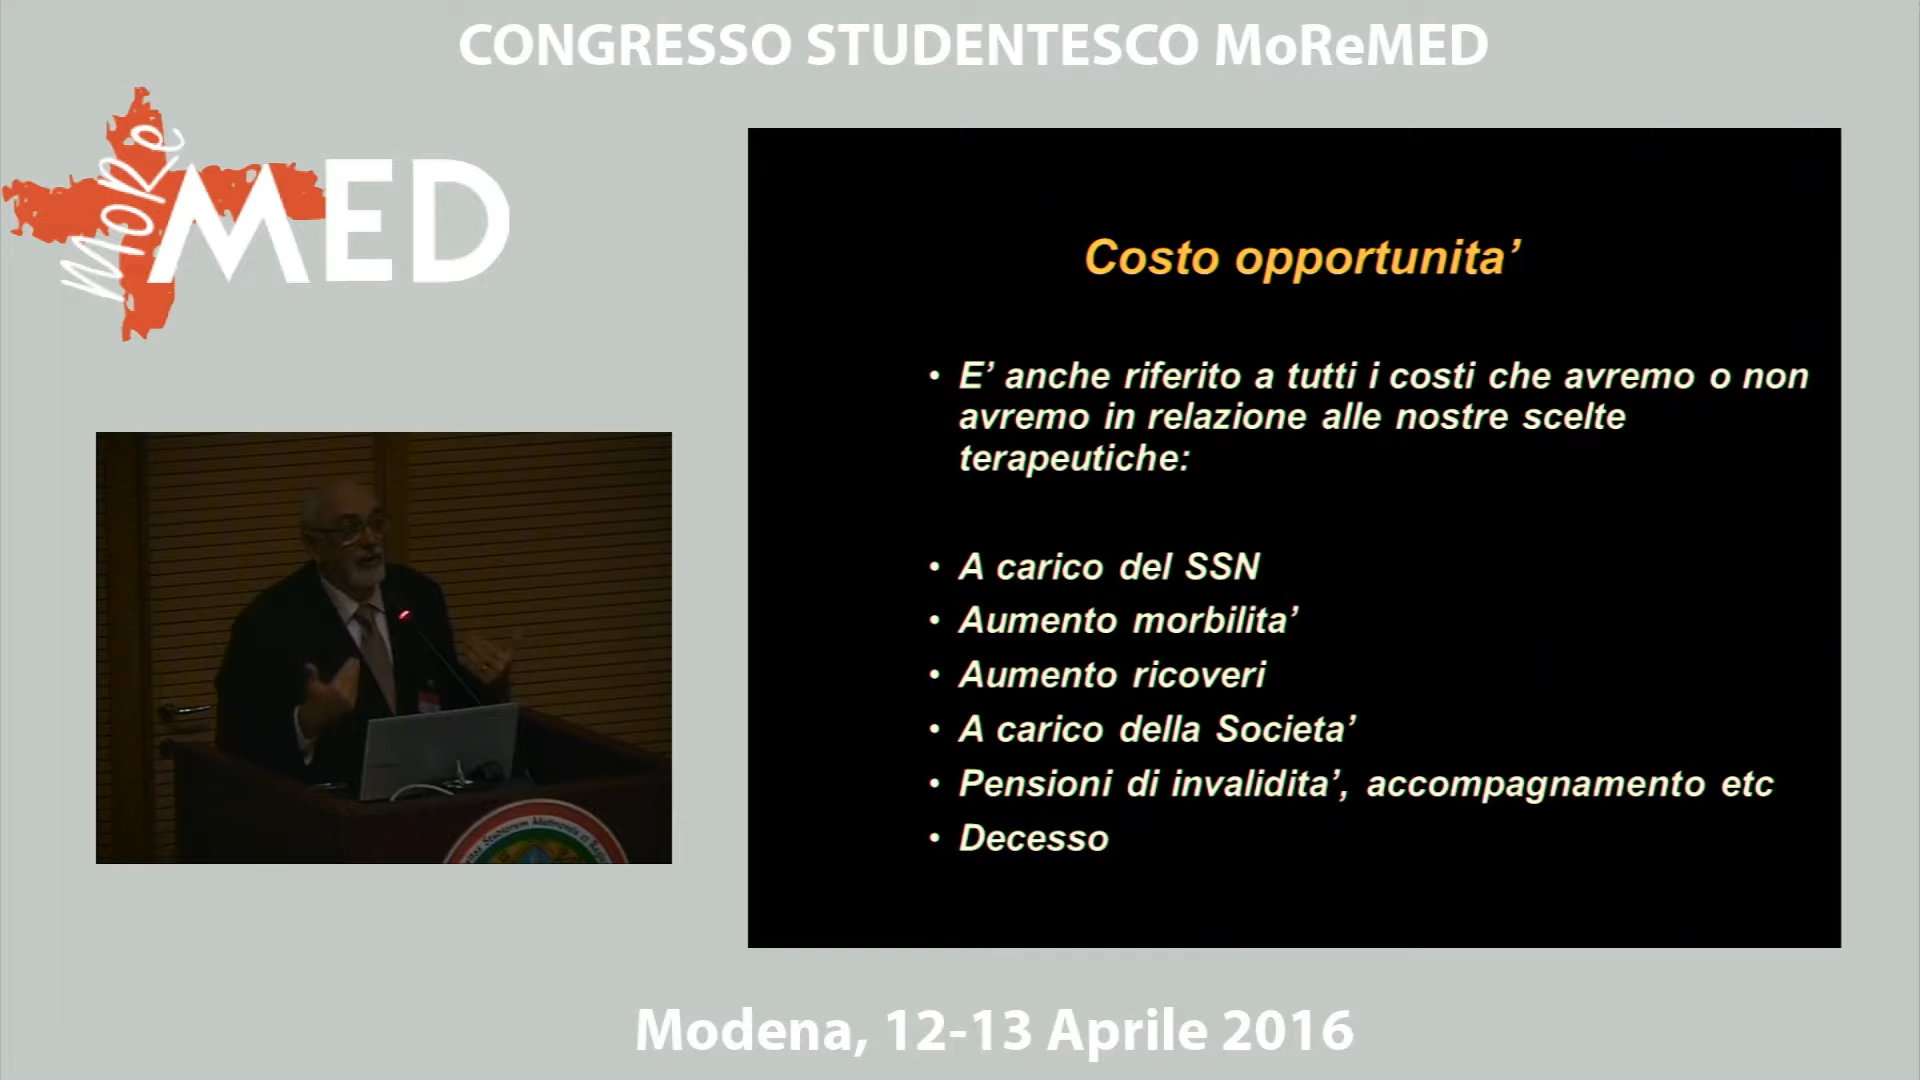 CONGRESSO STUDENTESCO MoReMED
MoRe
MED
Costo opportunita’
• E’ anche riferito a tutti i costi che avremo o non
avremo in relazione alle nostre scelte
terapeutiche:
• A carico del SSN
• Aumento morbilita’
• Aumento ricoveri
• A carico della Societa’
• Pensioni di invalidita’, accompagnamento etc
• Decesso
Modena, 12-13 Aprile 2016